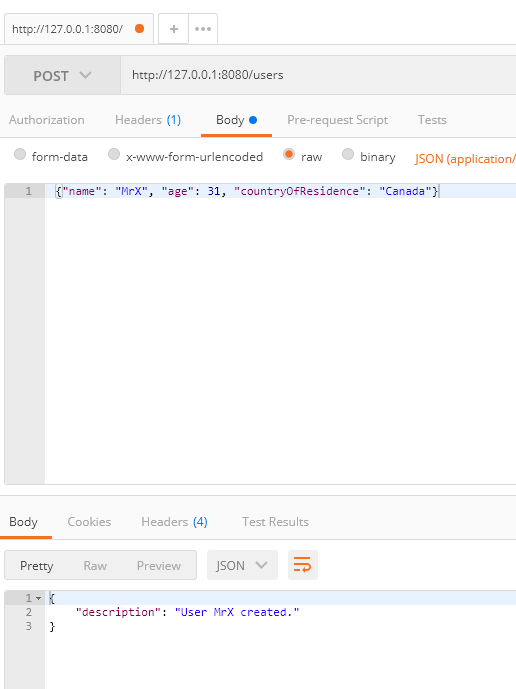 http://127.0.0.1:8080/ + •••
POST http://127.0.0.1:8080/users
Authorization Headers (1) Body Pre-request Script Tests
form-data x-www-form-urlencoded raw binary JSON (application/
1 {"name": "MrX", "age": 31, "countryOfResidence": "Canada"}
Body Cookies Headers (4) Test Results
Pretty Raw Preview JSON
1 {
2 "description": "User MrX created."
3 }